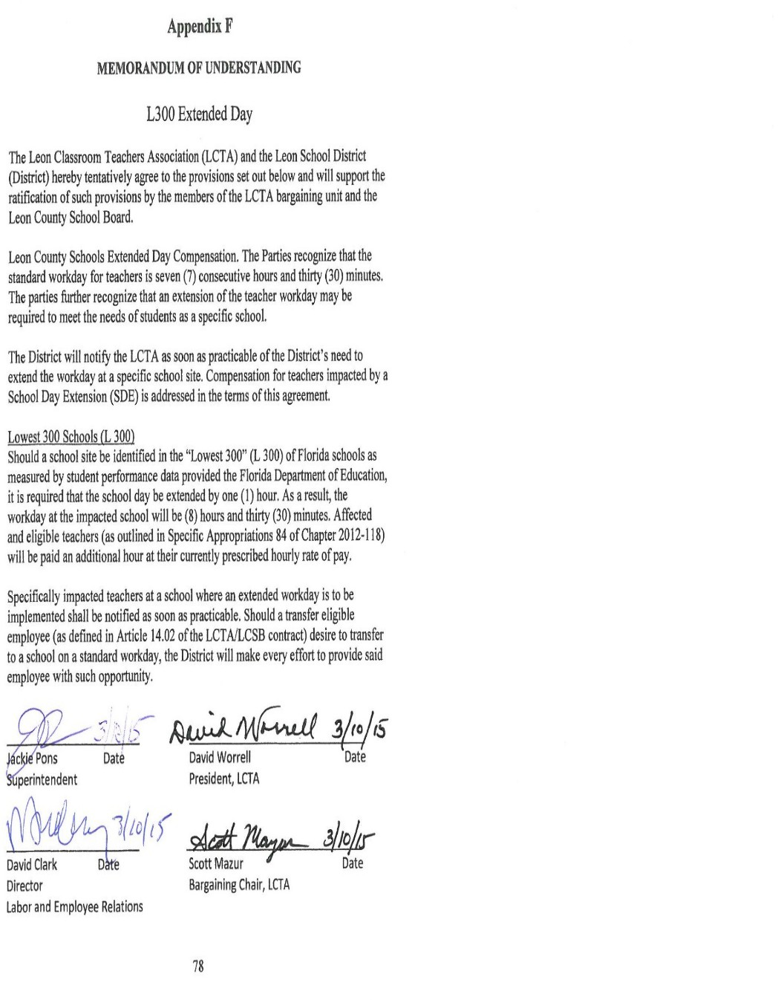 Appendix F
MEMORANDUM OF UNDERSTANDING
L300 Extended Day
The Leon Classroom Teachers Association (LCTA) and the Leon School District
(District) hereby tentatively agree to the provisions set out below and will support the
ratification of such provisions by the members of the LCTA bargaining unit and the
Leon County School Board.
Leon County Schools Extended Day Compensation. The Parties recognize that the
standard workday for teachers is seven (7) consecutive hours and thirty (30) minutes.
The parties further recognize that an extension of the teacher workday may be
required to meet the needs of students as a specific school.
The District will notify the LCTA as soon as practicable of the District's need to
extend the workday at a specific school site. Compensation for teachers impacted by a
School Day Extension (SDE) is addressed in the terms of this agreement.
Lowest 300 Schools (L 300)
Should a school site be identified in the “Lowest 300” (L 300) of Florida schools as
measured by student performance data provided the Florida Department of Education,
it is required that the school day be extended by one (1) hour. As a result, the
workday at the impacted school will be (8) hours and thirty (30) minutes. Affected
and eligible teachers (as outlined in Specific Appropriations 84 of Chapter 2012-118)
will be paid an additional hour at their currently prescribed hourly rate of pay.
Specifically impacted teachers at a school where an extended workday is to be
implemented shall be notified as soon as practicable. Should a transfer eligible
employee (as defined in Article 14.02 of the LCTA/LCSB contract) desire to transfer
to a school on a standard workday, the District will make every effort to provide said
employee with such opportunity.
David Worrell 3/10/15
Jackie Pons Date David Worrell Date
Superintendent President, LCTA
3/10/15 Scott Mazur 3/10/15
David Clark Date Scott Mazur Date
Director Bargaining Chair, LCTA
Labor and Employee Relations
78